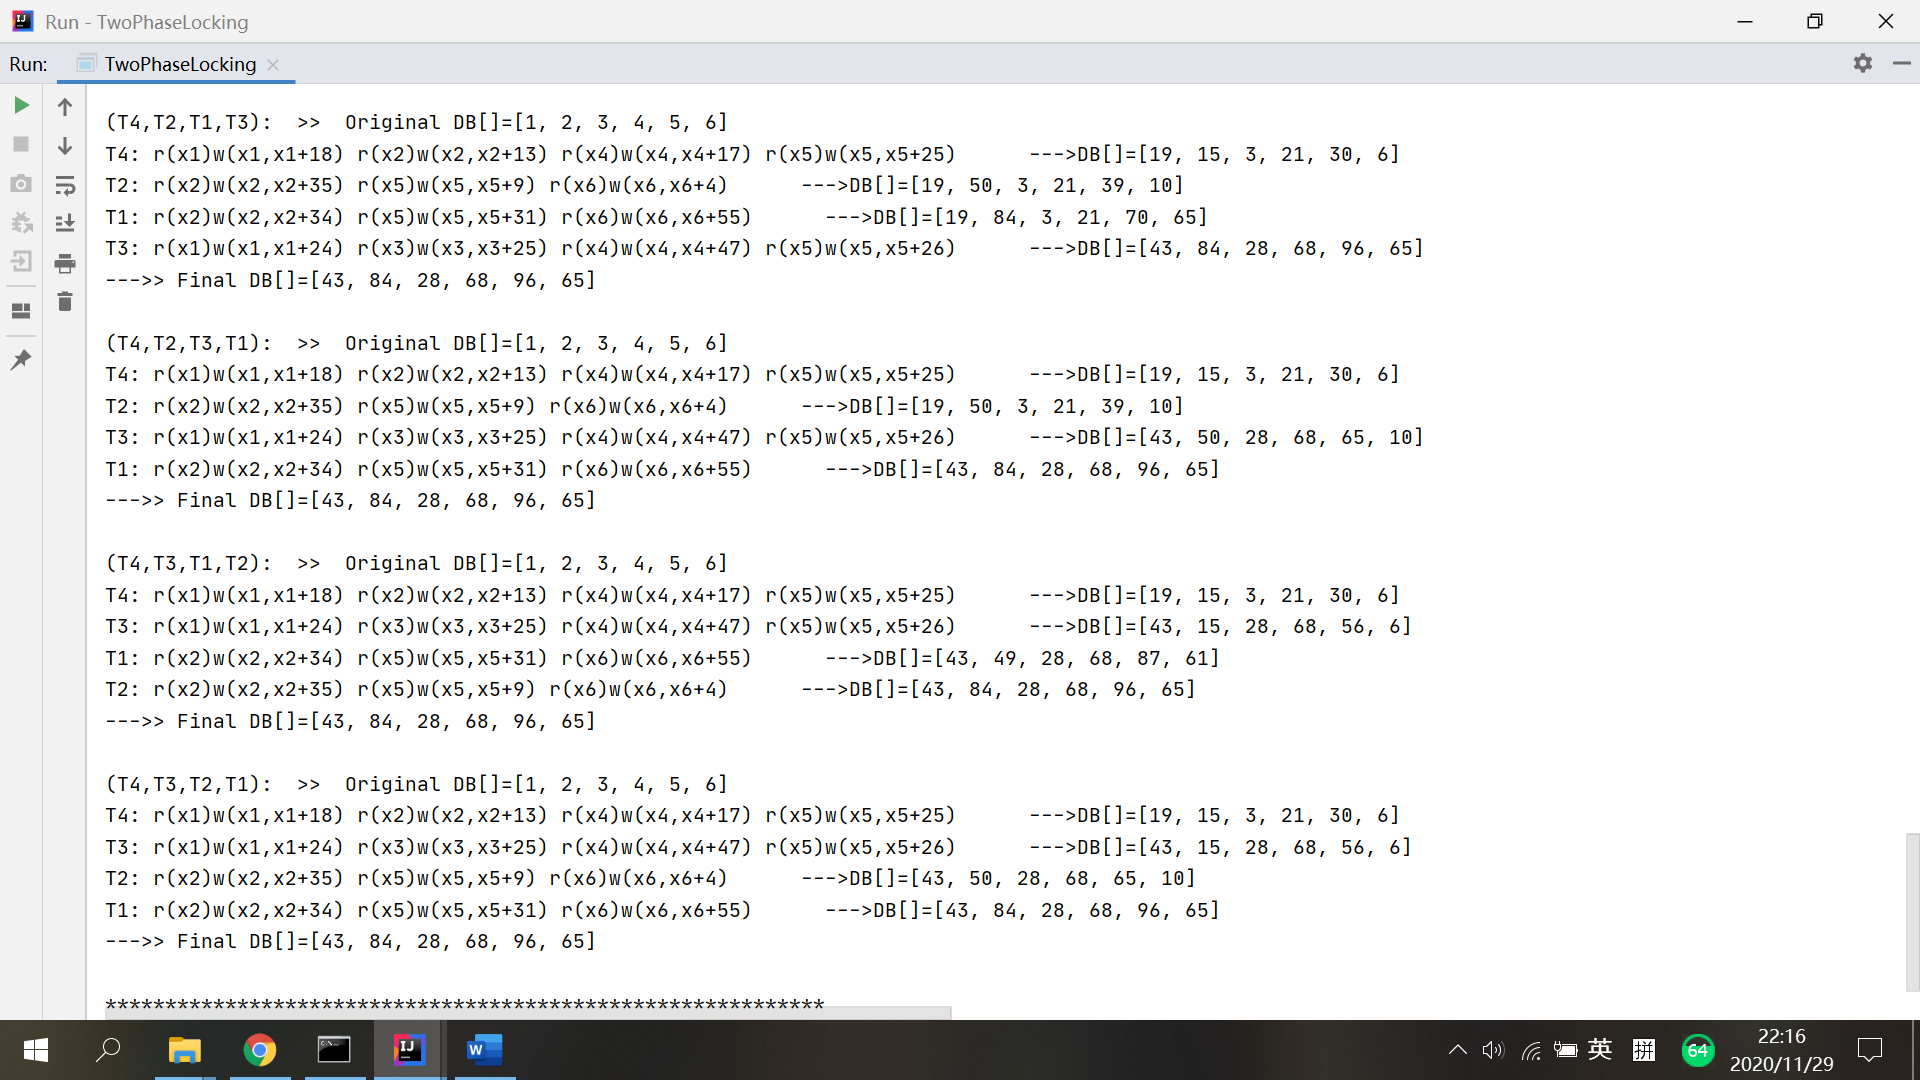 Run - TwoPhaseLocking
Run: TwoPhaseLocking
(T4,T2,T1,T3):  >>  Original DB[]=[1, 2, 3, 4, 5, 6]
T4: r(x1)w(x1,x1+18) r(x2)w(x2,x2+13) r(x4)w(x4,x4+17) r(x5)w(x5,x5+25)      --->DB[]=[19, 15, 3, 21, 30, 6]
T2: r(x2)w(x2,x2+35) r(x5)w(x5,x5+9) r(x6)w(x6,x6+4)      --->DB[]=[19, 50, 3, 21, 39, 10]
T1: r(x2)w(x2,x2+34) r(x5)w(x5,x5+31) r(x6)w(x6,x6+55)      --->DB[]=[19, 84, 3, 21, 70, 65]
T3: r(x1)w(x1,x1+24) r(x3)w(x3,x3+25) r(x4)w(x4,x4+47) r(x5)w(x5,x5+26)      --->DB[]=[43, 84, 28, 68, 96, 65]
--->> Final DB[]=[43, 84, 28, 68, 96, 65]
(T4,T2,T3,T1):  >>  Original DB[]=[1, 2, 3, 4, 5, 6]
T4: r(x1)w(x1,x1+18) r(x2)w(x2,x2+13) r(x4)w(x4,x4+17) r(x5)w(x5,x5+25)      --->DB[]=[19, 15, 3, 21, 30, 6]
T2: r(x2)w(x2,x2+35) r(x5)w(x5,x5+9) r(x6)w(x6,x6+4)      --->DB[]=[19, 50, 3, 21, 39, 10]
T3: r(x1)w(x1,x1+24) r(x3)w(x3,x3+25) r(x4)w(x4,x4+47) r(x5)w(x5,x5+26)      --->DB[]=[43, 50, 28, 68, 65, 10]
T1: r(x2)w(x2,x2+34) r(x5)w(x5,x5+31) r(x6)w(x6,x6+55)      --->DB[]=[43, 84, 28, 68, 96, 65]
--->> Final DB[]=[43, 84, 28, 68, 96, 65]
(T4,T3,T1,T2):  >>  Original DB[]=[1, 2, 3, 4, 5, 6]
T4: r(x1)w(x1,x1+18) r(x2)w(x2,x2+13) r(x4)w(x4,x4+17) r(x5)w(x5,x5+25)      --->DB[]=[19, 15, 3, 21, 30, 6]
T3: r(x1)w(x1,x1+24) r(x3)w(x3,x3+25) r(x4)w(x4,x4+47) r(x5)w(x5,x5+26)      --->DB[]=[43, 15, 28, 68, 56, 6]
T1: r(x2)w(x2,x2+34) r(x5)w(x5,x5+31) r(x6)w(x6,x6+55)      --->DB[]=[43, 49, 28, 68, 87, 61]
T2: r(x2)w(x2,x2+35) r(x5)w(x5,x5+9) r(x6)w(x6,x6+4)      --->DB[]=[43, 84, 28, 68, 96, 65]
--->> Final DB[]=[43, 84, 28, 68, 96, 65]
(T4,T3,T2,T1):  >>  Original DB[]=[1, 2, 3, 4, 5, 6]
T4: r(x1)w(x1,x1+18) r(x2)w(x2,x2+13) r(x4)w(x4,x4+17) r(x5)w(x5,x5+25)      --->DB[]=[19, 15, 3, 21, 30, 6]
T3: r(x1)w(x1,x1+24) r(x3)w(x3,x3+25) r(x4)w(x4,x4+47) r(x5)w(x5,x5+26)      --->DB[]=[43, 15, 28, 68, 56, 6]
T2: r(x2)w(x2,x2+35) r(x5)w(x5,x5+9) r(x6)w(x6,x6+4)      --->DB[]=[43, 50, 28, 68, 65, 10]
T1: r(x2)w(x2,x2+34) r(x5)w(x5,x5+31) r(x6)w(x6,x6+55)      --->DB[]=[43, 84, 28, 68, 96, 65]
--->> Final DB[]=[43, 84, 28, 68, 96, 65]
************************************************************
英 拼 64 22:16
2020/11/29